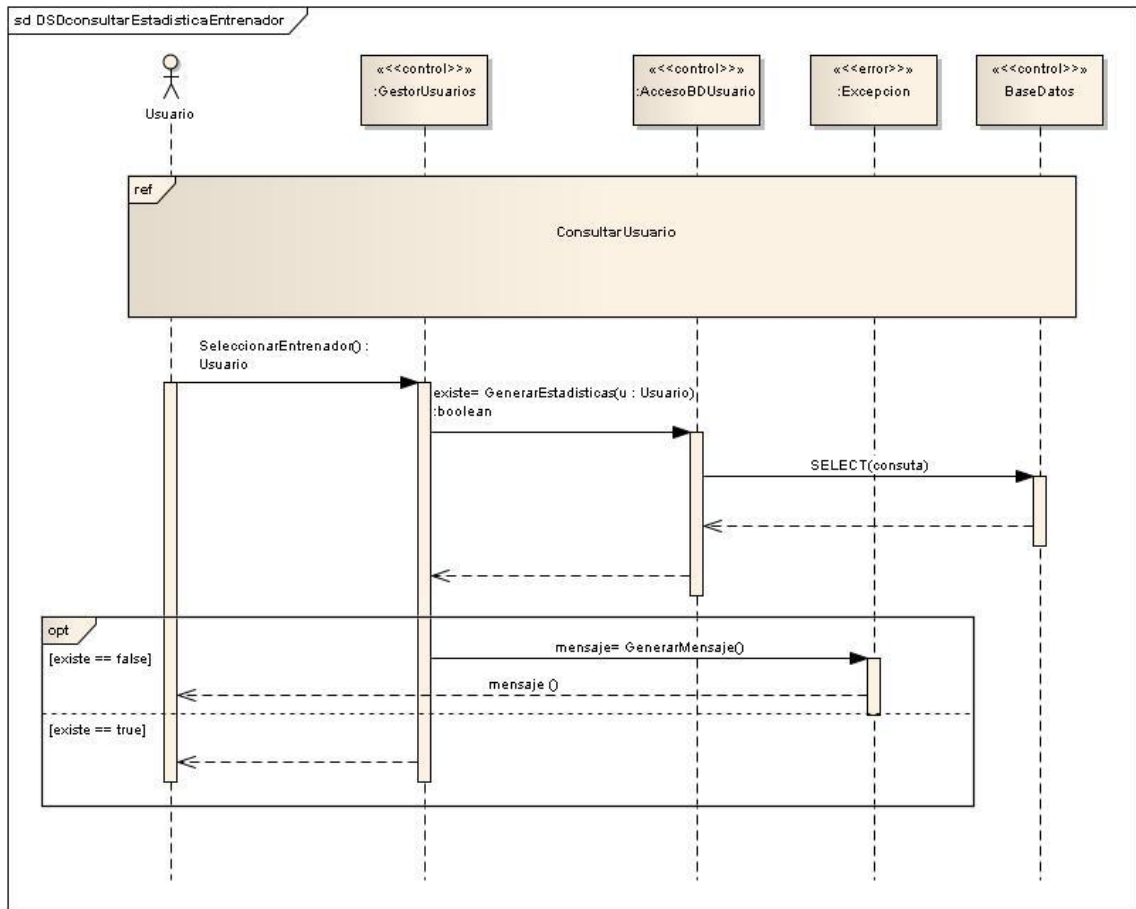 sd DSDconsultarEstadisticaEntrenador
Usuario
«<<control>>»
:GestorUsuarios
«<<control>>»
:AccesoBDUsuario
«<<error>>»
:Excepcion
«<<control>>»
BaseDatos
ref
ConsultarUsuario
SeleccionarEntrenador() :
Usuario
existe= GenerarEstadisticas(u : Usuario)
:boolean
SELECT(consuta)
opt
[existe == false]
mensaje= GenerarMensaje()
mensaje ()
[existe == true]